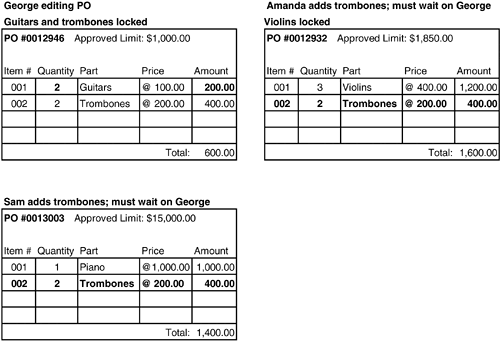 George editing PO
Guitars and trombones locked
PO #0012946 Approved Limit: $1,000.00
Item # Quantity Part Price Amount
001 2 Guitars @ 100.00 200.00
002 2 Trombones @ 200.00 400.00
Total: 600.00
Amanda adds trombones; must wait on George
Violins locked
PO #0012932 Approved Limit: $1,850.00
Item # Quantity Part Price Amount
001 3 Violins @ 400.00 1,200.00
002 2 Trombones @ 200.00 400.00
Total: 1,600.00
Sam adds trombones; must wait on George
PO #0013003 Approved Limit: $15,000.00
Item # Quantity Part Price Amount
001 1 Piano @1,000.00 1,000.00
002 2 Trombones @ 200.00 400.00
Total: 1,400.00